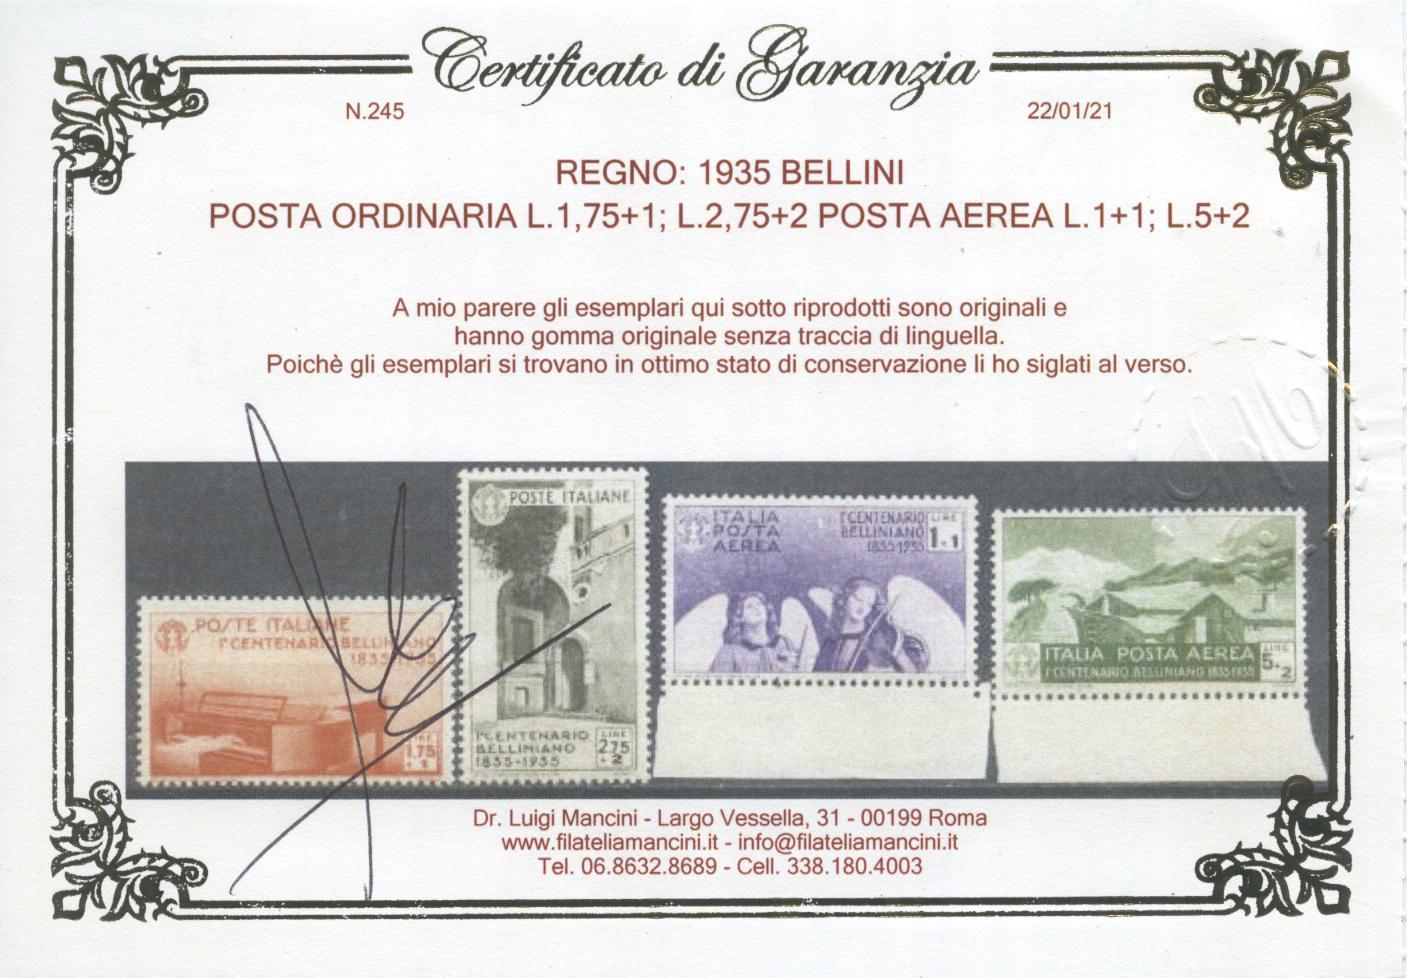 Certificato di Garanzia
N.245
22/01/21
REGNO: 1935 BELLINI
POSTA ORDINARIA L.1,75+1; L.2,75+2 POSTA AEREA L.1+1; L.5+2
A mio parere gli esemplari qui sotto riprodotti sono originali e
hanno gomma originale senza traccia di linguella.
Poichè gli esemplari si trovano in ottimo stato di conservazione li ho siglati al verso.
POSTE ITALIANE
1°CENTENARIO BELLINIANO
1835-1935
LIRE
1,75
+1
POSTE ITALIANE
1°CENTENARIO
BELLINIANO
1835-1935
LIRE
2,75
+2
ITALIA
POSTA
AEREA
1°CENTENARIO
BELLINIANO
1835-1935
LIRE
1+1
ITALIA POSTA AEREA
1°CENTENARIO BELLINIANO 1835-1935
LIRE
5+2
Dr. Luigi Mancini - Largo Vessella, 31 - 00199 Roma
www.filateliamancini.it - info@filateliamancini.it
Tel. 06.8632.8689 - Cell. 338.180.4003